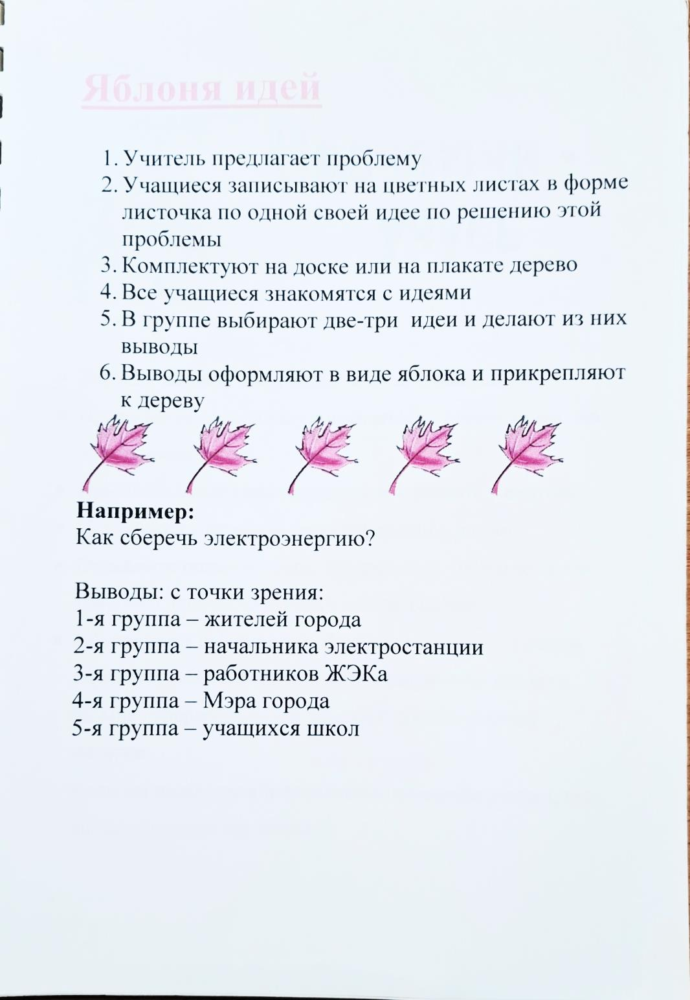 Яблоня идей
1. Учитель предлагает проблему
2. Учащиеся записывают на цветных листах в форме
листочка по одной своей идее по решению этой
проблемы
3. Комплектуют на доске или на плакате дерево
4. Все учащиеся знакомятся с идеями
5. В группе выбирают две-три идеи и делают из них
выводы
6. Выводы оформляют в виде яблока и прикрепляют
к дереву
Например:
Как сберечь электроэнергию?
Выводы: с точки зрения:
1-я группа – жителей города
2-я группа – начальника электростанции
3-я группа – работников ЖЭКа
4-я группа – Мэра города
5-я группа – учащихся школ